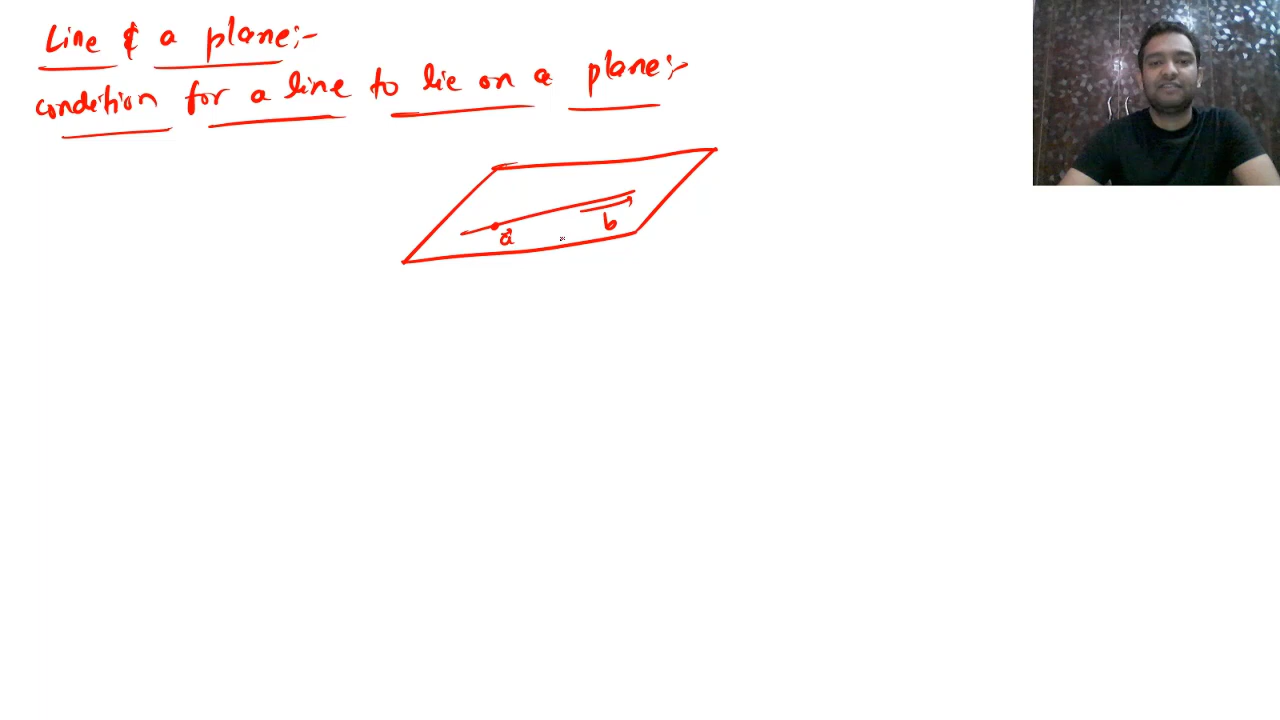 Line & a plane:-
condition for a line to lie on a plane:-
a⃗
b